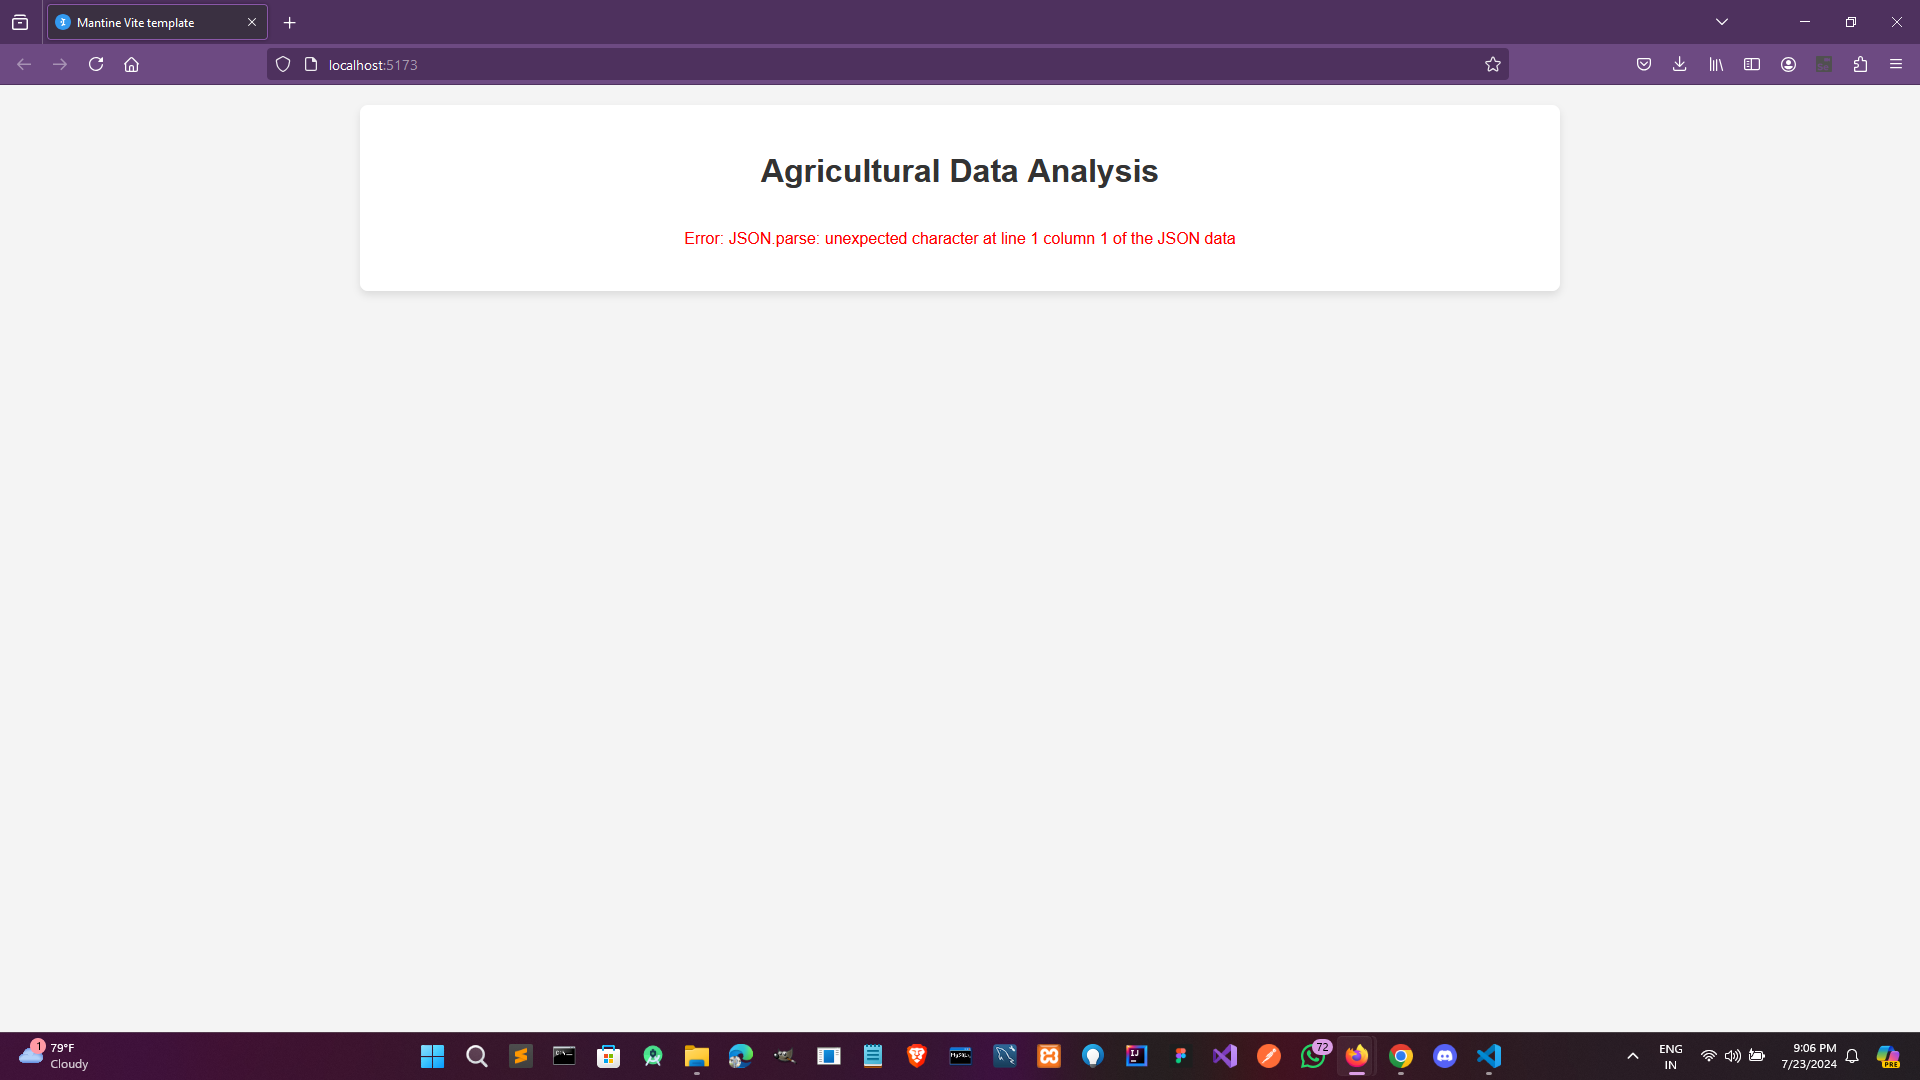 Mantine Vite template
localhost:5173
Agricultural Data Analysis
Error: JSON.parse: unexpected character at line 1 column 1 of the JSON data
1
79°F
Cloudy
72
ENG
IN
9:06 PM
7/23/2024
PRE